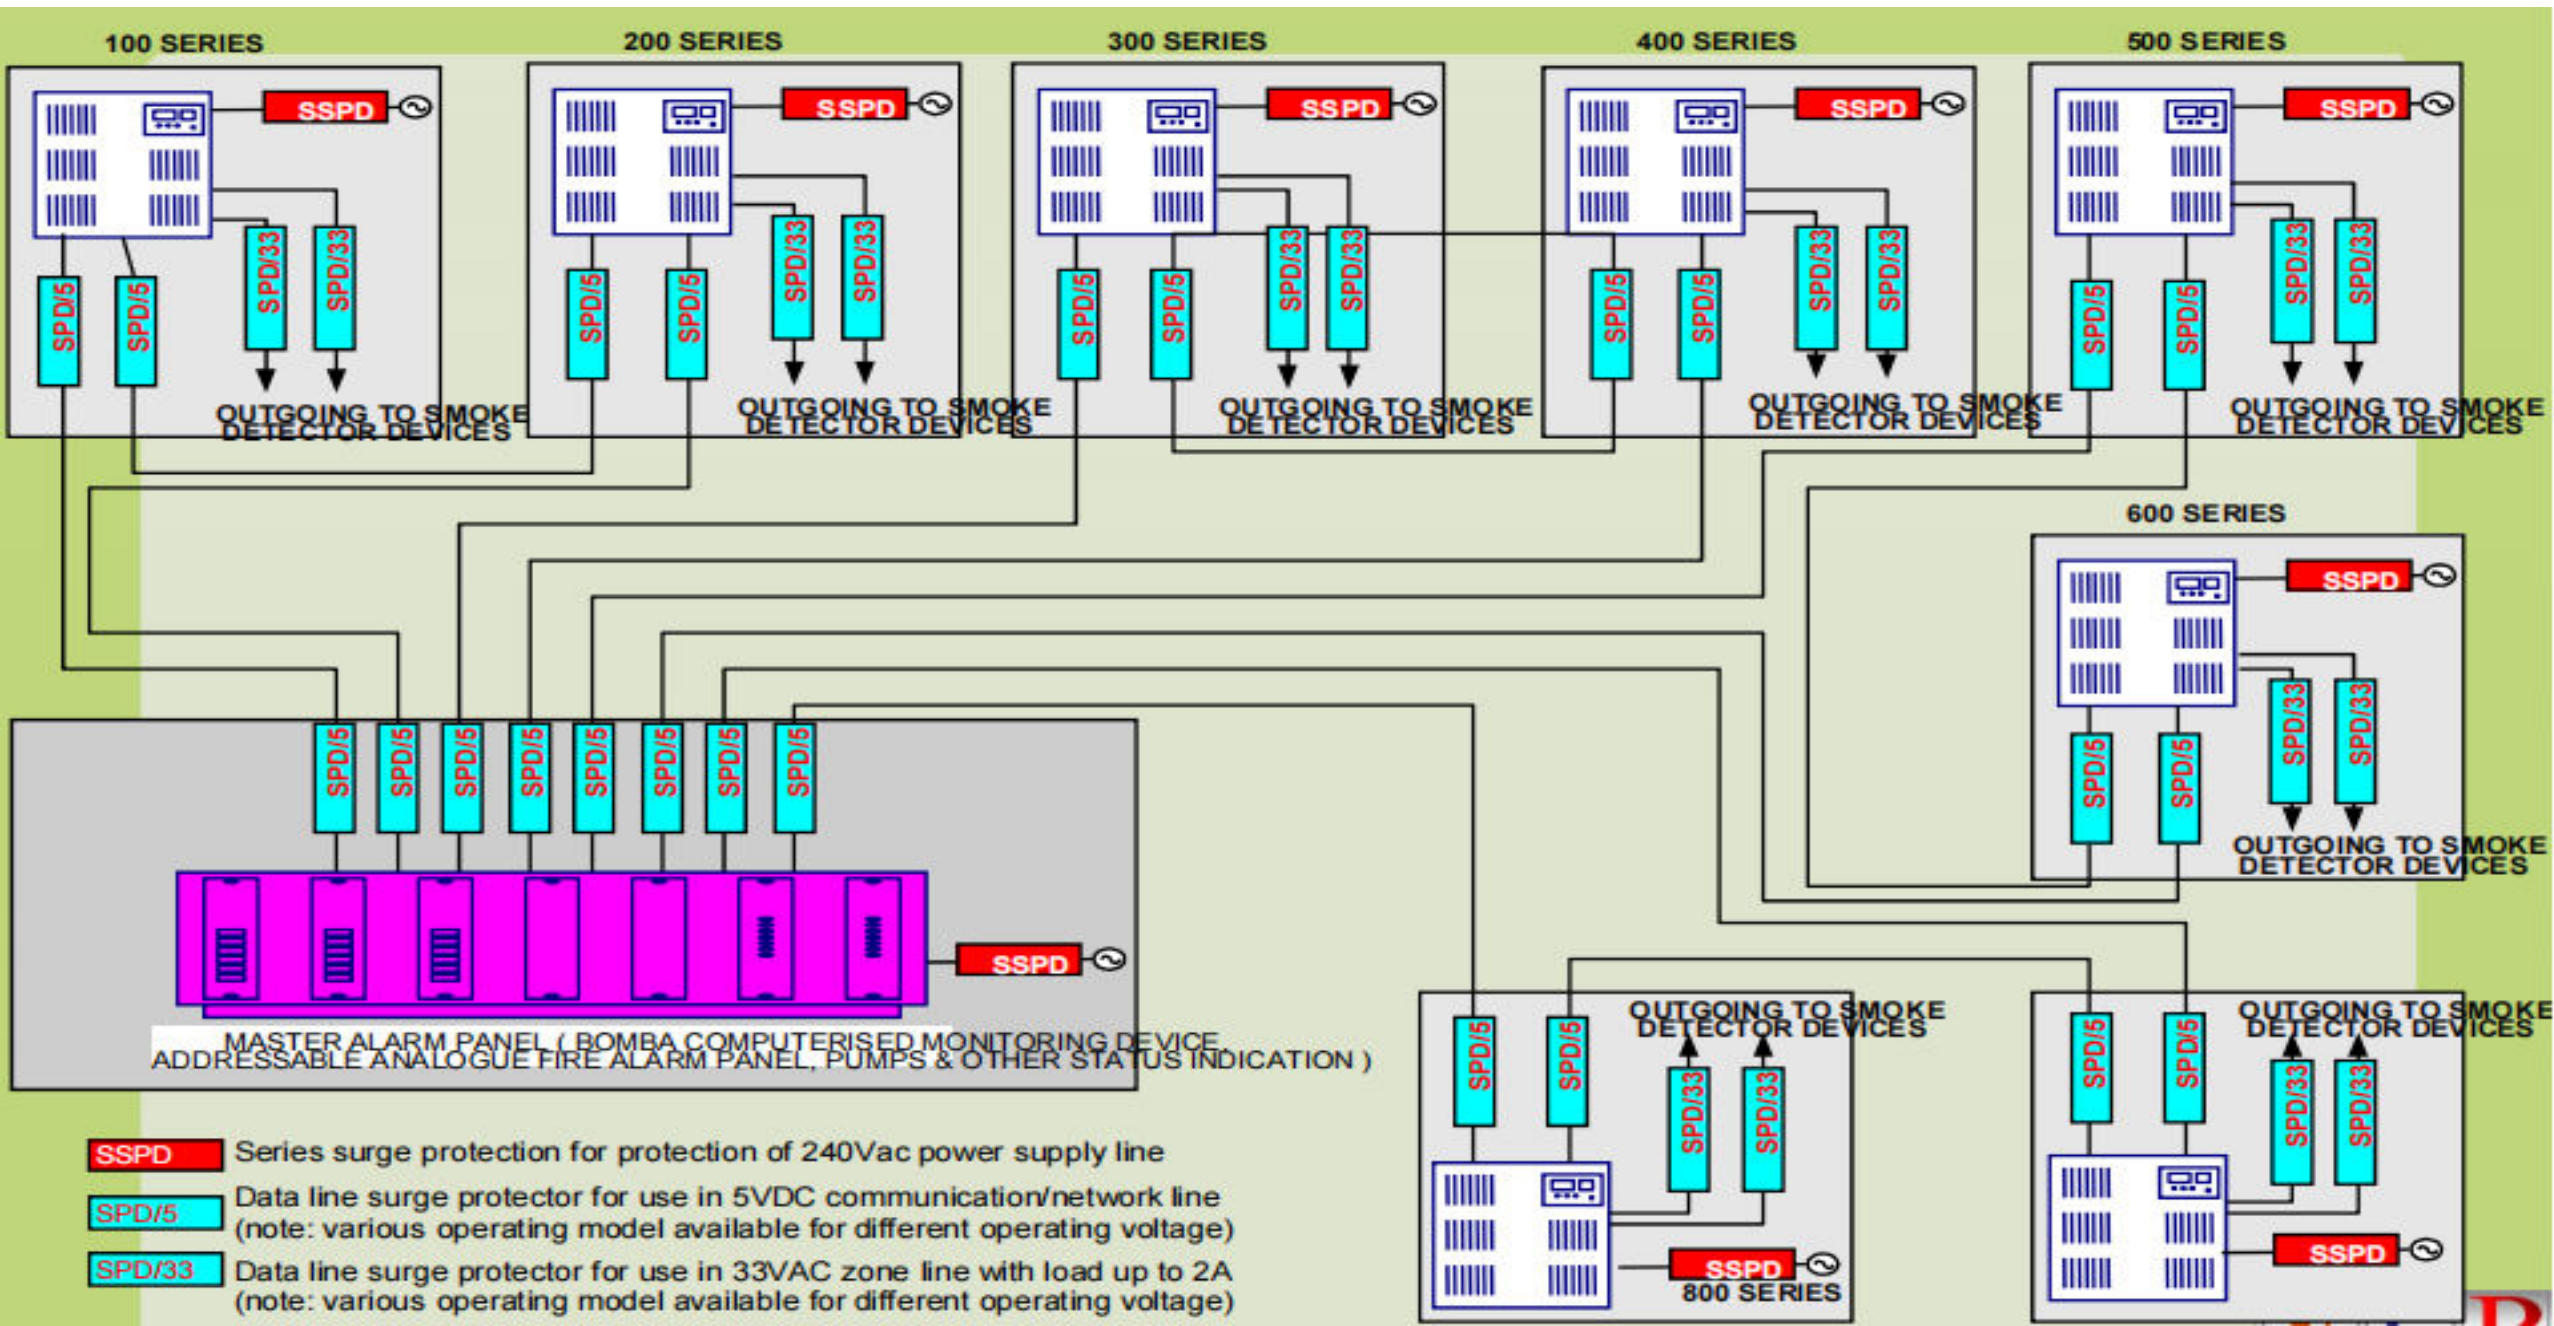 100 SERIES
200 SERIES
300 SERIES
400 SERIES
500 SERIES
SSPD
SSPD
SSPD
SSPD
SSPD
SPD/33
SPD/33
SPD/33
SPD/33
SPD/33
SPD/33
SPD/33
SPD/33
SPD/33
SPD/33
SPD/5
SPD/5
SPD/5
SPD/5
SPD/5
SPD/5
SPD/5
SPD/5
SPD/5
SPD/5
OUTGOING TO SMOKE
DETECTOR DEVICES
OUTGOING TO SMOKE
DETECTOR DEVICES
OUTGOING TO SMOKE
DETECTOR DEVICES
OUTGOING TO SMOKE
DETECTOR DEVICES
OUTGOING TO SMOKE
DETECTOR DEVICES
600 SERIES
SSPD
SPD/33
SPD/33
SPD/5
SPD/5
OUTGOING TO SMOKE
DETECTOR DEVICES
SPD/5
SPD/5
SPD/5
SPD/5
SPD/5
SPD/5
SPD/5
SPD/5
SSPD
MASTER ALARM PANEL ( BOMBA COMPUTERISED MONITORING DEVICE,
ADDRESSABLE ANALOGUE FIRE ALARM PANEL, PUMPS & OTHER STATUS INDICATION )
OUTGOING TO SMOKE
DETECTOR DEVICES
SPD/5
SPD/5
SPD/33
SPD/33
SSPD
800 SERIES
OUTGOING TO SMOKE
DETECTOR DEVICES
SPD/5
SPD/5
SPD/33
SPD/33
SSPD
SSPD Series surge protection for protection of 240Vac power supply line
SPD/5 Data line surge protector for use in 5VDC communication/network line
(note: various operating model available for different operating voltage)
SPD/33 Data line surge protector for use in 33VAC zone line with load up to 2A
(note: various operating model available for different operating voltage)